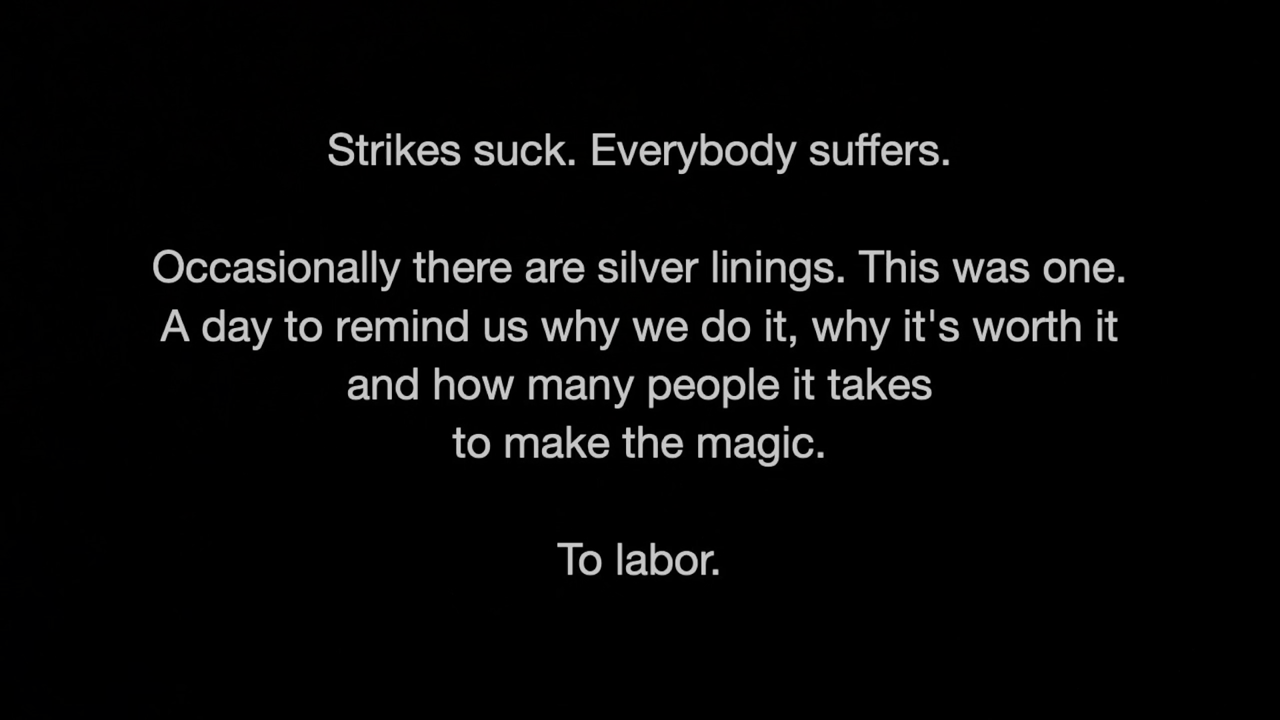 Strikes suck. Everybody suffers.
Occasionally there are silver linings. This was one.
A day to remind us why we do it, why it's worth it
and how many people it takes
to make the magic.
To labor.